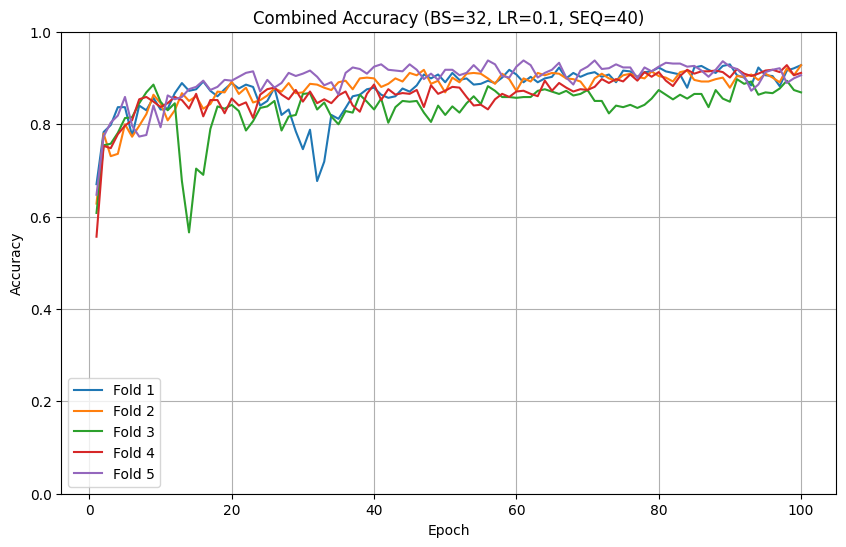 Combined Accuracy (BS=32, LR=0.1, SEQ=40)
1.0
0.8
0.6
0.4
0.2
0.0
Accuracy
Fold 1
Fold 2
Fold 3
Fold 4
Fold 5
0 20 40 60 80 100
Epoch